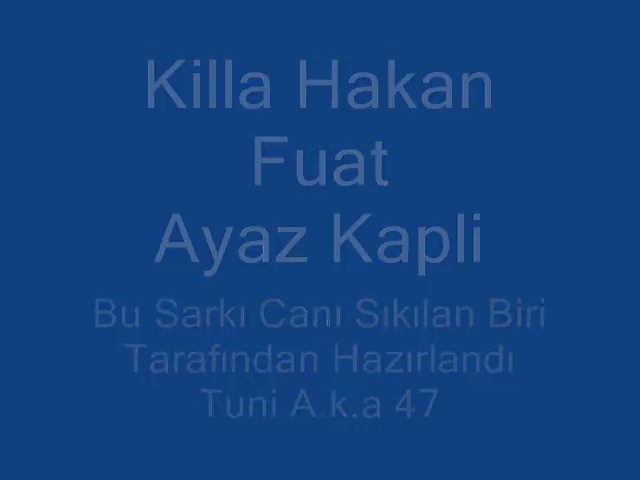 Killa Hakan
Fuat
Ayaz Kapli
Bu Sarkı Canı Sıkılan Biri
Tarafından Hazırlandı
Tuni A.k.a 47